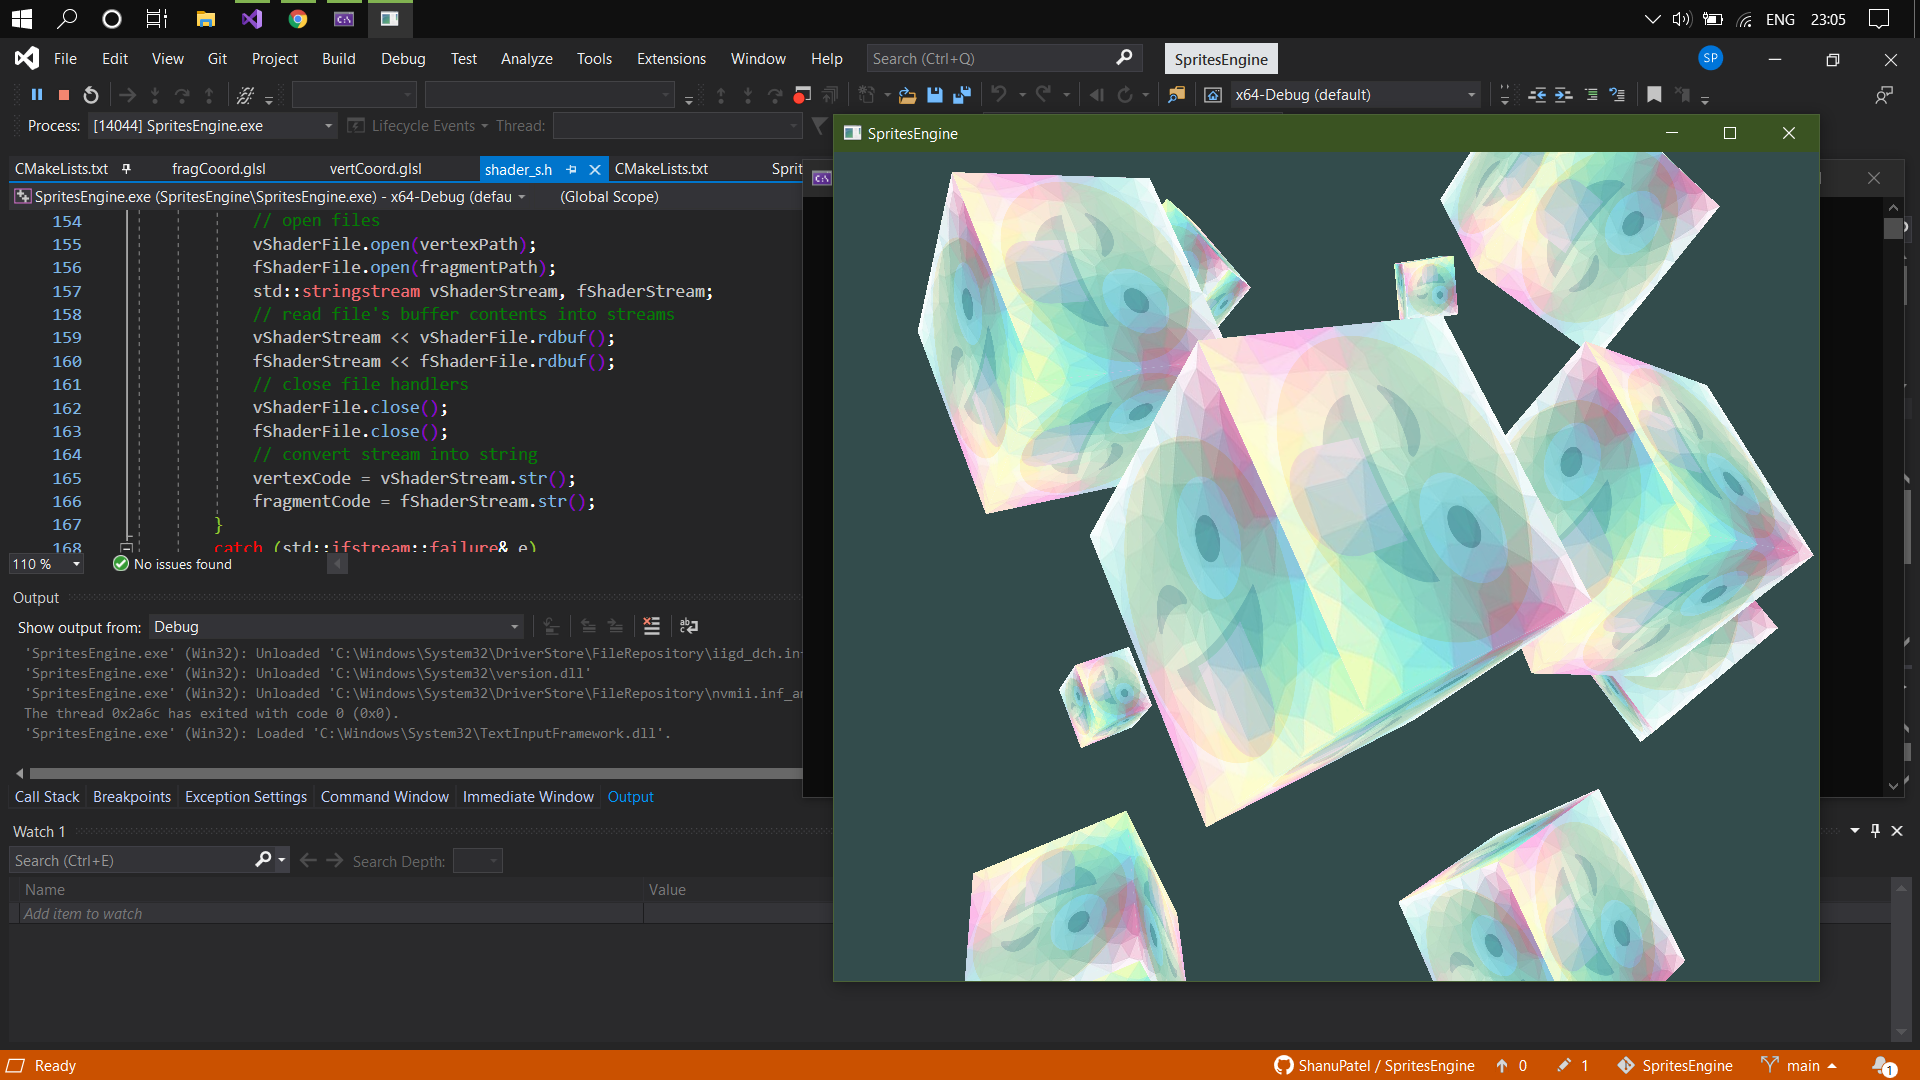 ENG 23:05
File Edit View Git Project Build Debug Test Analyze Tools Extensions Window Help Search (Ctrl+Q) SpritesEngine SP
x64-Debug (default)
Process: [14044] SpritesEngine.exe Lifecycle Events Thread:
SpritesEngine
CMakeLists.txt fragCoord.glsl vertCoord.glsl shader_s.h CMakeLists.txt Sprit
SpritesEngine.exe (SpritesEngine\SpritesEngine.exe) - x64-Debug (defau (Global Scope)
154 // open files
155 vShaderFile.open(vertexPath);
156 fShaderFile.open(fragmentPath);
157 std::stringstream vShaderStream, fShaderStream;
158 // read file's buffer contents into streams
159 vShaderStream << vShaderFile.rdbuf();
160 fShaderStream << fShaderFile.rdbuf();
161 // close file handlers
162 vShaderFile.close();
163 fShaderFile.close();
164 // convert stream into string
165 vertexCode = vShaderStream.str();
166 fragmentCode = fShaderStream.str();
167 }
168 catch (std::ifstream::failure& e)
110 % No issues found
Output
Show output from: Debug
'SpritesEngine.exe' (Win32): Unloaded 'C:\Windows\System32\DriverStore\FileRepository\iigd_dch.in
'SpritesEngine.exe' (Win32): Unloaded 'C:\Windows\System32\version.dll'
'SpritesEngine.exe' (Win32): Unloaded 'C:\Windows\System32\DriverStore\FileRepository\nvmii.inf_a
The thread 0x2a6c has exited with code 0 (0x0).
'SpritesEngine.exe' (Win32): Loaded 'C:\Windows\System32\TextInputFramework.dll'.
Call Stack Breakpoints Exception Settings Command Window Immediate Window Output
Watch 1
Search (Ctrl+E) Search Depth:
Name Value
Add item to watch
Ready ShanuPatel / SpritesEngine 0 1 SpritesEngine main 1